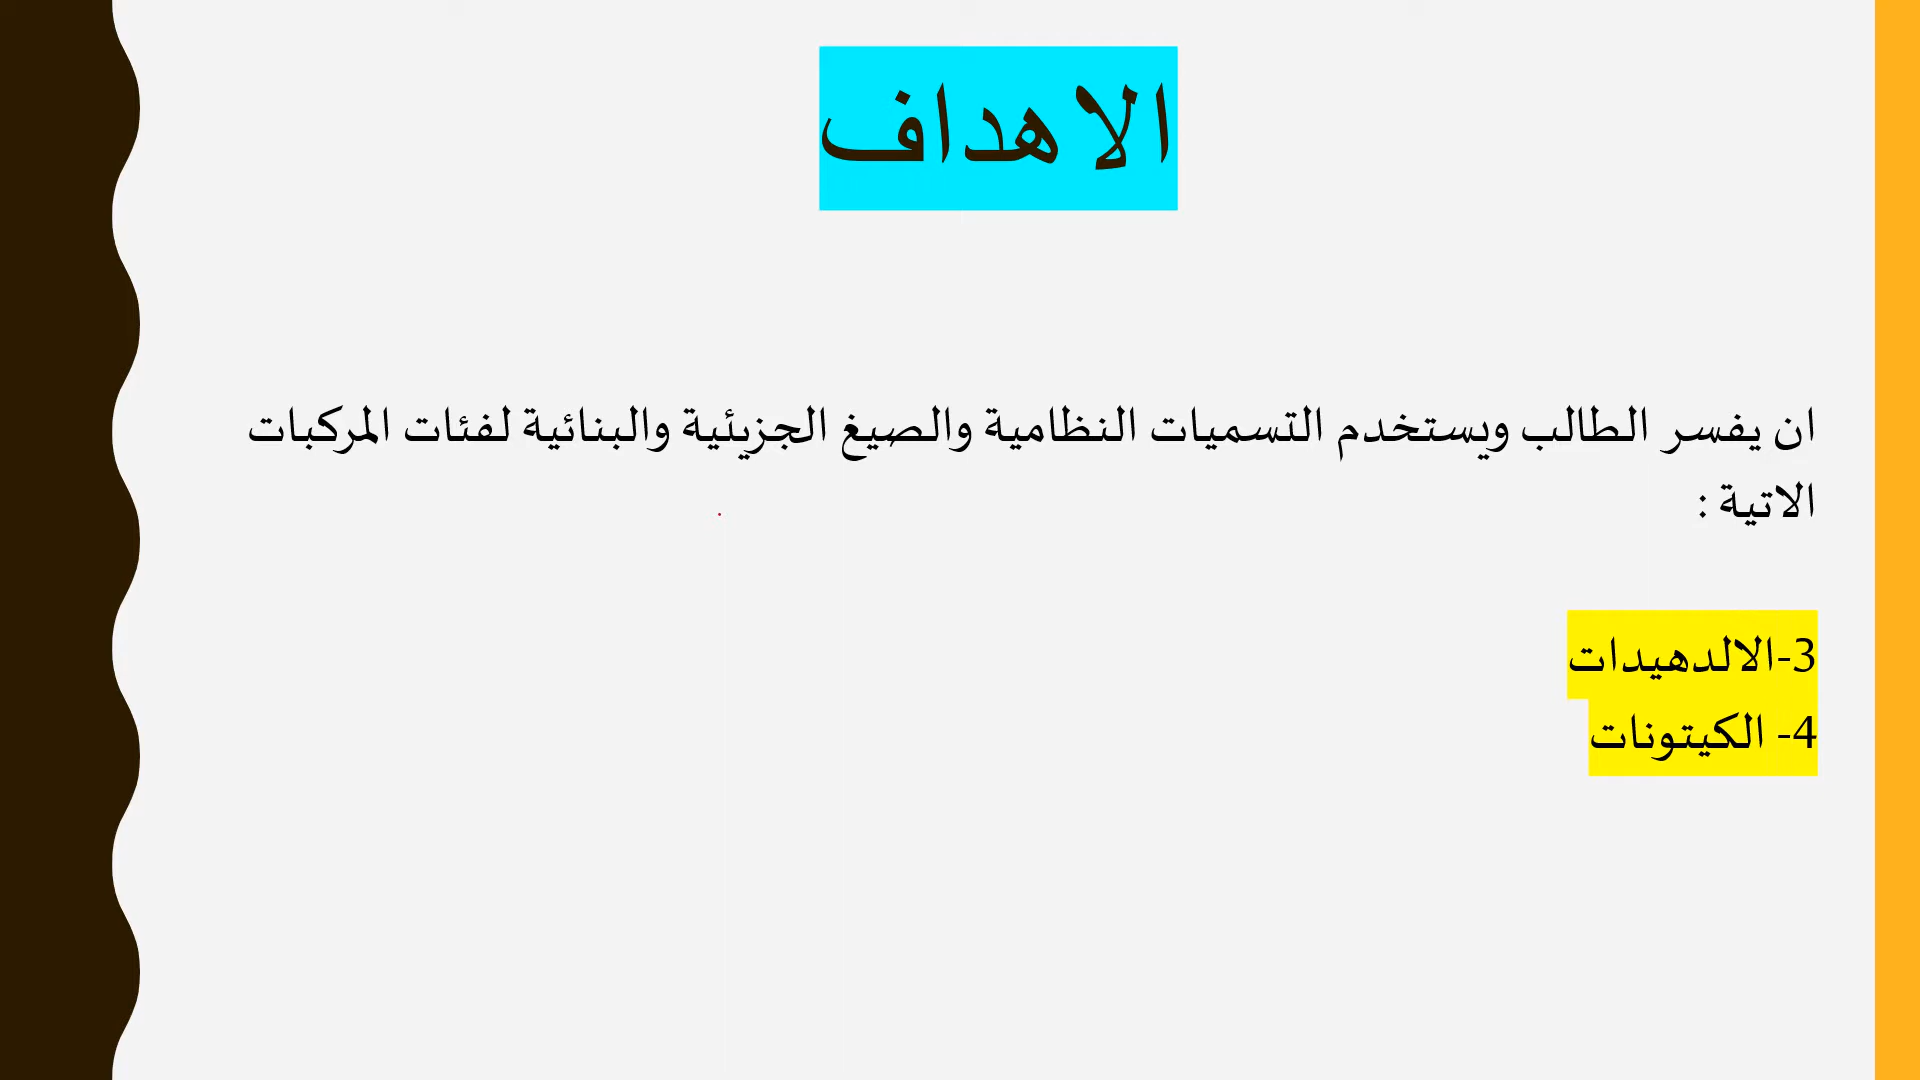 الاهداف
ان يفسر الطالب ويستخدم التسميات النظامية والصيغ الجزيئية والبنائية لفئات المركبات
الاتية :
3-الالدهيدات
4- الكيتونات